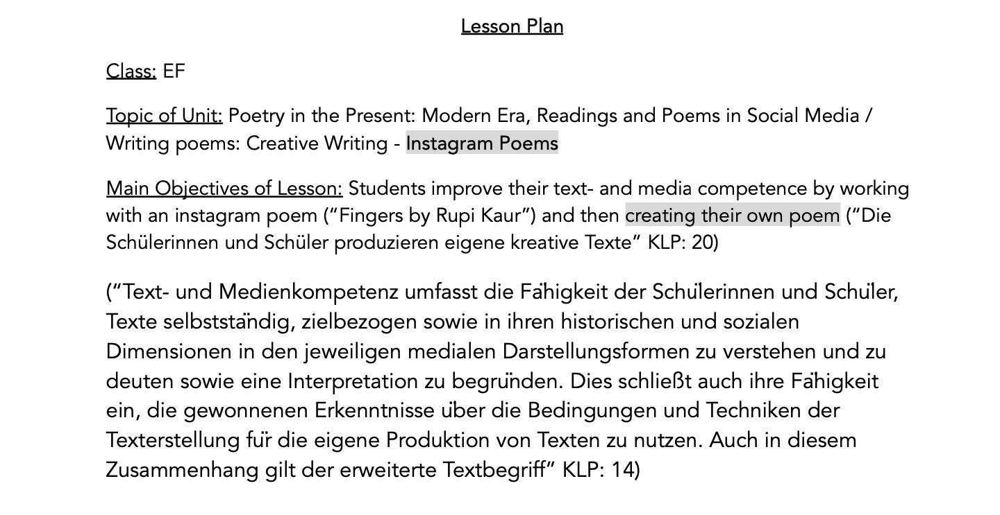 Lesson Plan
Class: EF
Topic of Unit: Poetry in the Present: Modern Era, Readings and Poems in Social Media /
Writing poems: Creative Writing - Instagram Poems
Main Objectives of Lesson: Students improve their text- and media competence by working
with an instagram poem (“Fingers by Rupi Kaur”) and then creating their own poem (“Die
Schülerinnen und Schüler produzieren eigene kreative Texte” KLP: 20)
(“Text- und Medienkompetenz umfasst die Fähigkeit der Schülerinnen und Schüler,
Texte selbstständig, zielbezogen sowie in ihren historischen und sozialen
Dimensionen in den jeweiligen medialen Darstellungsformen zu verstehen und zu
deuten sowie eine Interpretation zu begründen. Dies schließt auch ihre Fähigkeit
ein, die gewonnenen Erkenntnisse über die Bedingungen und Techniken der
Texterstellung für die eigene Produktion von Texten zu nutzen. Auch in diesem
Zusammenhang gilt der erweiterte Textbegriff” KLP: 14)